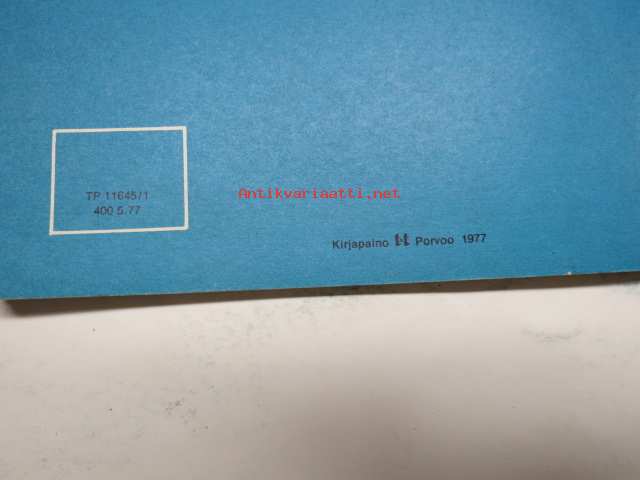 TP 11645/1
400 5.77
Antikvariaatti.net
Kirjapaino Porvoo 1977